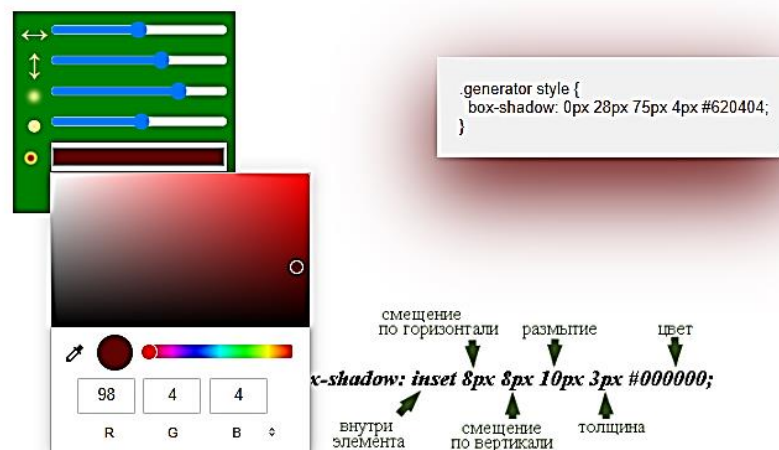 .generator style {
box-shadow: 0px 28px 75px 4px #620404;
}
98 4 4
R G B
смещение
по горизонтали
размытие
цвет
x-shadow: inset 8px 8px 10px 3px #000000;
внутри
элемента
смещение
по вертикали
толщина